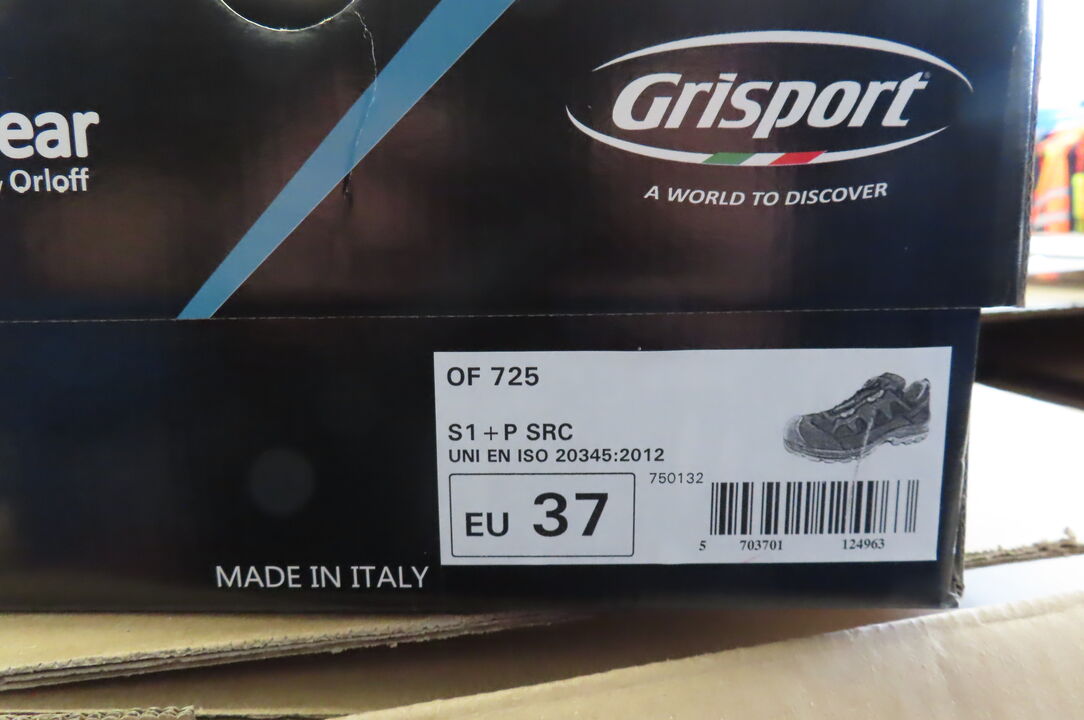 ear
Orloff
Grisport
A WORLD TO DISCOVER
OF 725
S1+P SRC
UNI EN ISO 20345:2012
750132
EU 37
5 703701 124963
MADE IN ITALY